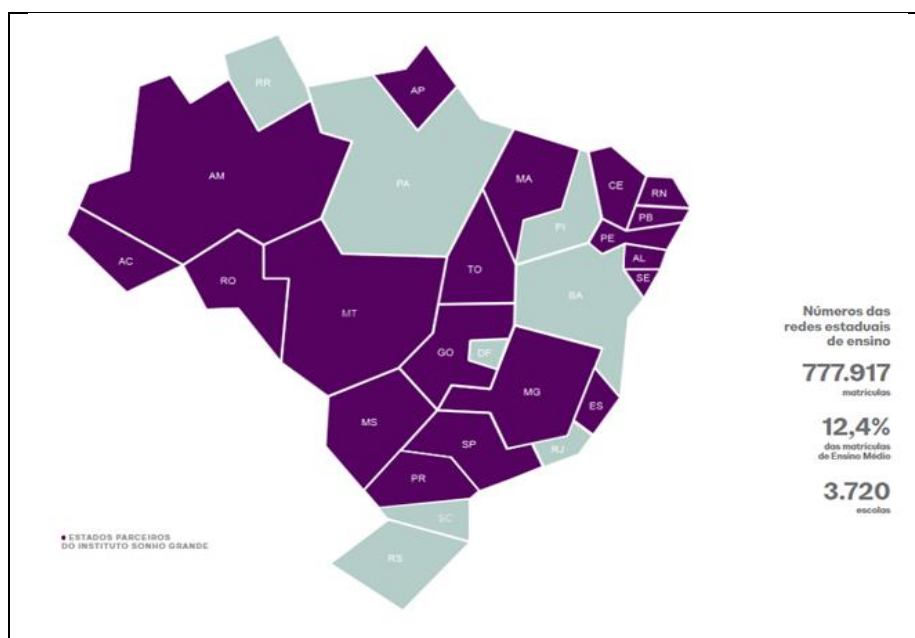 RR
AP
AM
PA
MA
CE
RN
PI
PB
PE
AC
TO
AL
RO
SE
MT
BA
GO
DF
MG
MS
ES
SP
RJ
PR
SC
RS
Números das
redes estaduais
de ensino
777.917
matrículas
12,4%
das matrículas
de Ensino Médio
3.720
escolas
ESTADOS PARCEIROS
DO INSTITUTO SONHO GRANDE